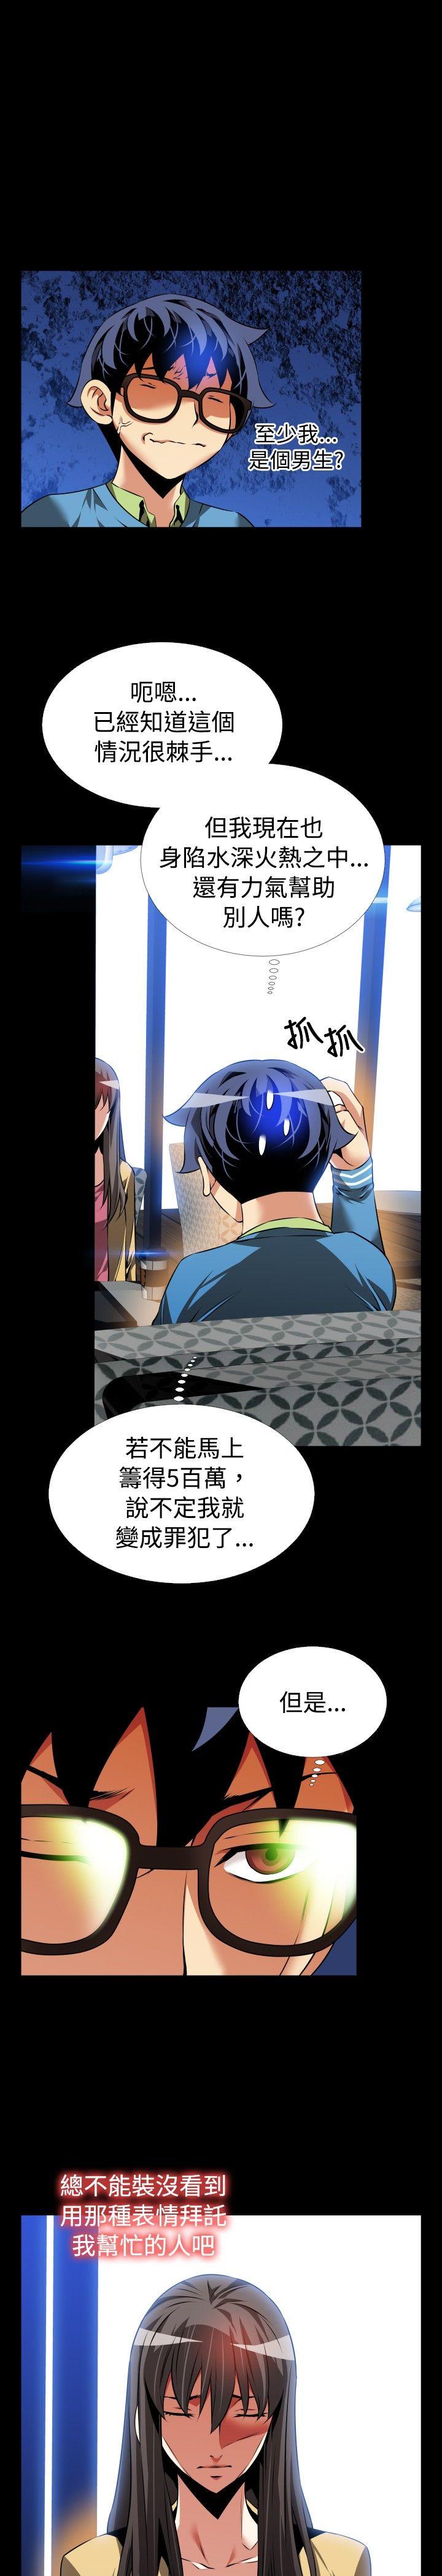 至少我...
是個男生?
呃嗯...
已經知道這個
情況很棘手...
但我現在也
身陷水深火熱之中...
還有力氣幫助
別人嗎?
抓 抓
若不能馬上
籌得5百萬，
說不定我就
變成罪犯了...
但是...
總不能裝沒看到
用那種表情拜託
我幫忙的人吧